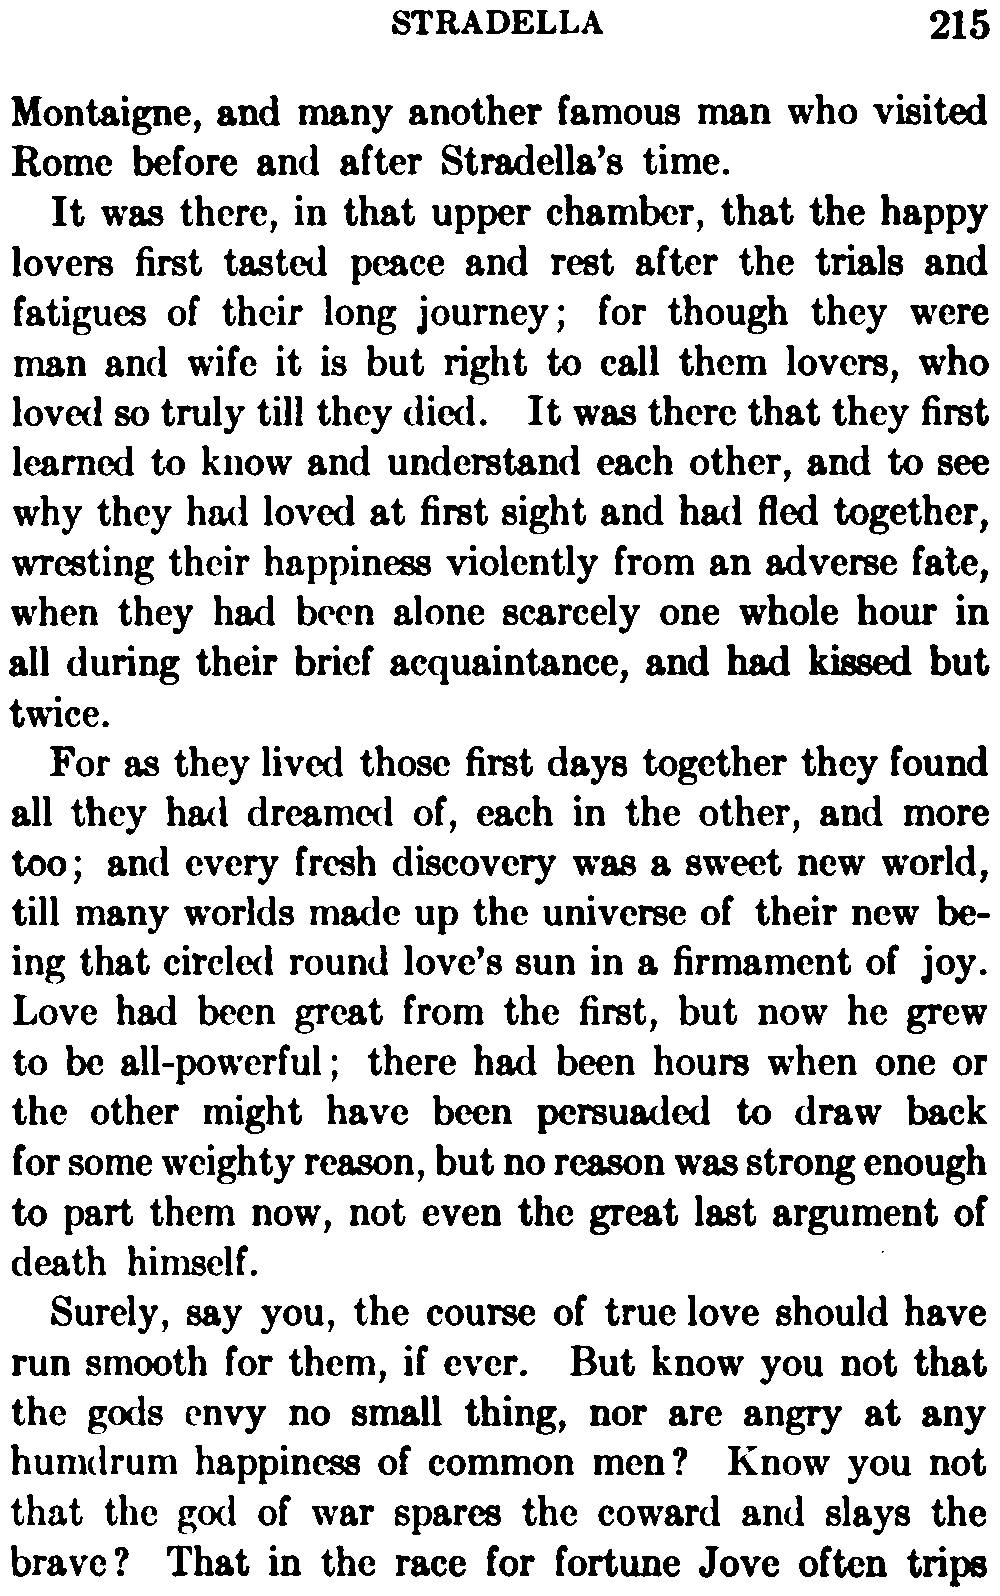 STRADELLA 215
Montaigne, and many another famous man who visited
Rome before and after Stradella's time.
It was there, in that upper chamber, that the happy
lovers first tasted peace and rest after the trials and
fatigues of their long journey; for though they were
man and wife it is but right to call them lovers, who
loved so truly till they died. It was there that they first
learned to know and understand each other, and to see
why they had loved at first sight and had fled together,
wresting their happiness violently from an adverse fate,
when they had been alone scarcely one whole hour in
all during their brief acquaintance, and had kissed but
twice.
For as they lived those first days together they found
all they had dreamed of, each in the other, and more
too; and every fresh discovery was a sweet new world,
till many worlds made up the universe of their new be-
ing that circled round love's sun in a firmament of joy.
Love had been great from the first, but now he grew
to be all-powerful; there had been hours when one or
the other might have been persuaded to draw back
for some weighty reason, but no reason was strong enough
to part them now, not even the great last argument of
death himself.
Surely, say you, the course of true love should have
run smooth for them, if ever. But know you not that
the gods envy no small thing, nor are angry at any
humdrum happiness of common men? Know you not
that the god of war spares the coward and slays the
brave? That in the race for fortune Jove often trips